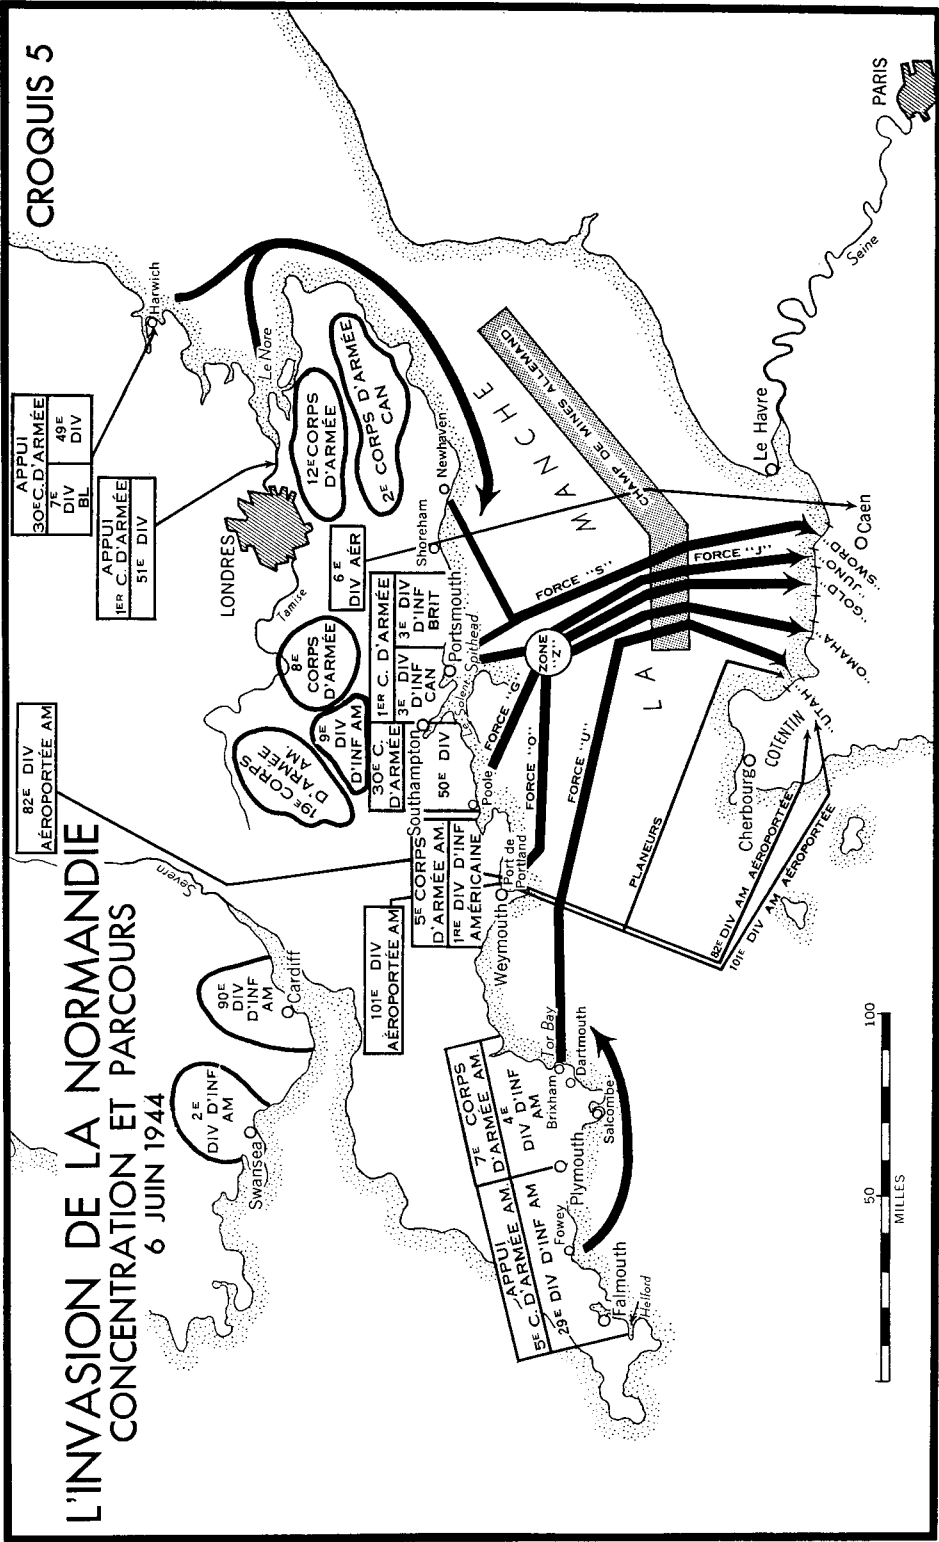 L'INVASION DE LA NORMANDIE
CONCENTRATION ET PARCOURS
6 JUIN 1944
CROQUIS 5
82E DIV
AÉROPORTÉE AM
APPUI
30E C. D'ARMÉE
7E
DIV
BL
49E
DIV
APPUI
1ER C. D'ARMÉE
51E DIV
Harwich
Le Nore
LONDRES
Tamise
Severn
2E
DIV D'INF
AM
90E
DIV
D'INF
AM
Swansea
Cardiff
19E CORPS
D'ARMÉE
AM.
9E
DIV
D'INF AM
8E
CORPS
D'ARMÉE
12E CORPS
D'ARMÉE
2E CORPS D'ARMÉE
CAN
6 E
DIV AÉR
101E DIV
AÉROPORTÉE AM
5E CORPS
D'ARMÉE AM.
1RE DIV D'INF
AMÉRICAINE
30E C.
D'ARMÉE
50E DIV
1ER C. D'ARMÉE
3E DIV
D'INF
CAN
3E DIV
D'INF
BRIT
APPUI
5E C. D'ARMÉE AM
29E DIV D'INF AM
7E CORPS
D'ARMÉE AM.
4E
DIV D'INF
AM
Falmouth
Helford
Fowey
Plymouth
Salcombe
Dartmouth
Brixham
Tor Bay
Weymouth
Port de
Portland
Poole
Southampton
Le Solent
Spithead
Portsmouth
Shoreham
Newhaven
FORCE "G"
FORCE "O"
FORCE "U"
ZONE
"Z"
FORCE "S"
FORCE "J"
LA MANCHE
CHAMP DE MINES ALLEMAND
PLANEURS
82E DIV AM AÉROPORTÉE
101E DIV AM AÉROPORTÉE
Cherbourg
COTENTIN
"UTAH"
"OMAHA"
"GOLD"
"JUNO"
"SWORD"
Caen
Le Havre
Seine
PARIS
50
100
MILLES